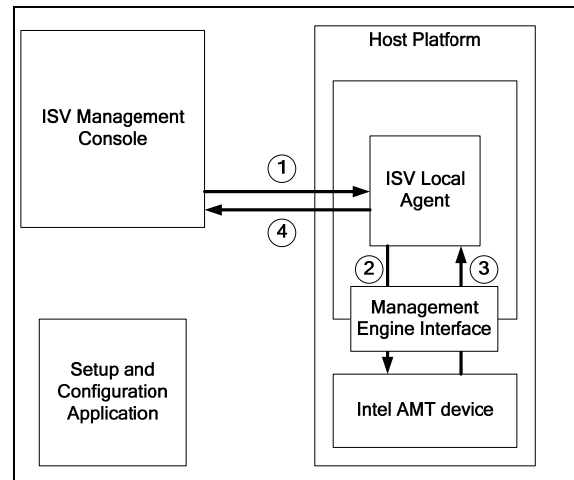 Host Platform
ISV Management
Console
1
ISV Local
Agent
4
2
3
Management
Engine Interface
Setup and
Configuration
Application
Intel AMT device